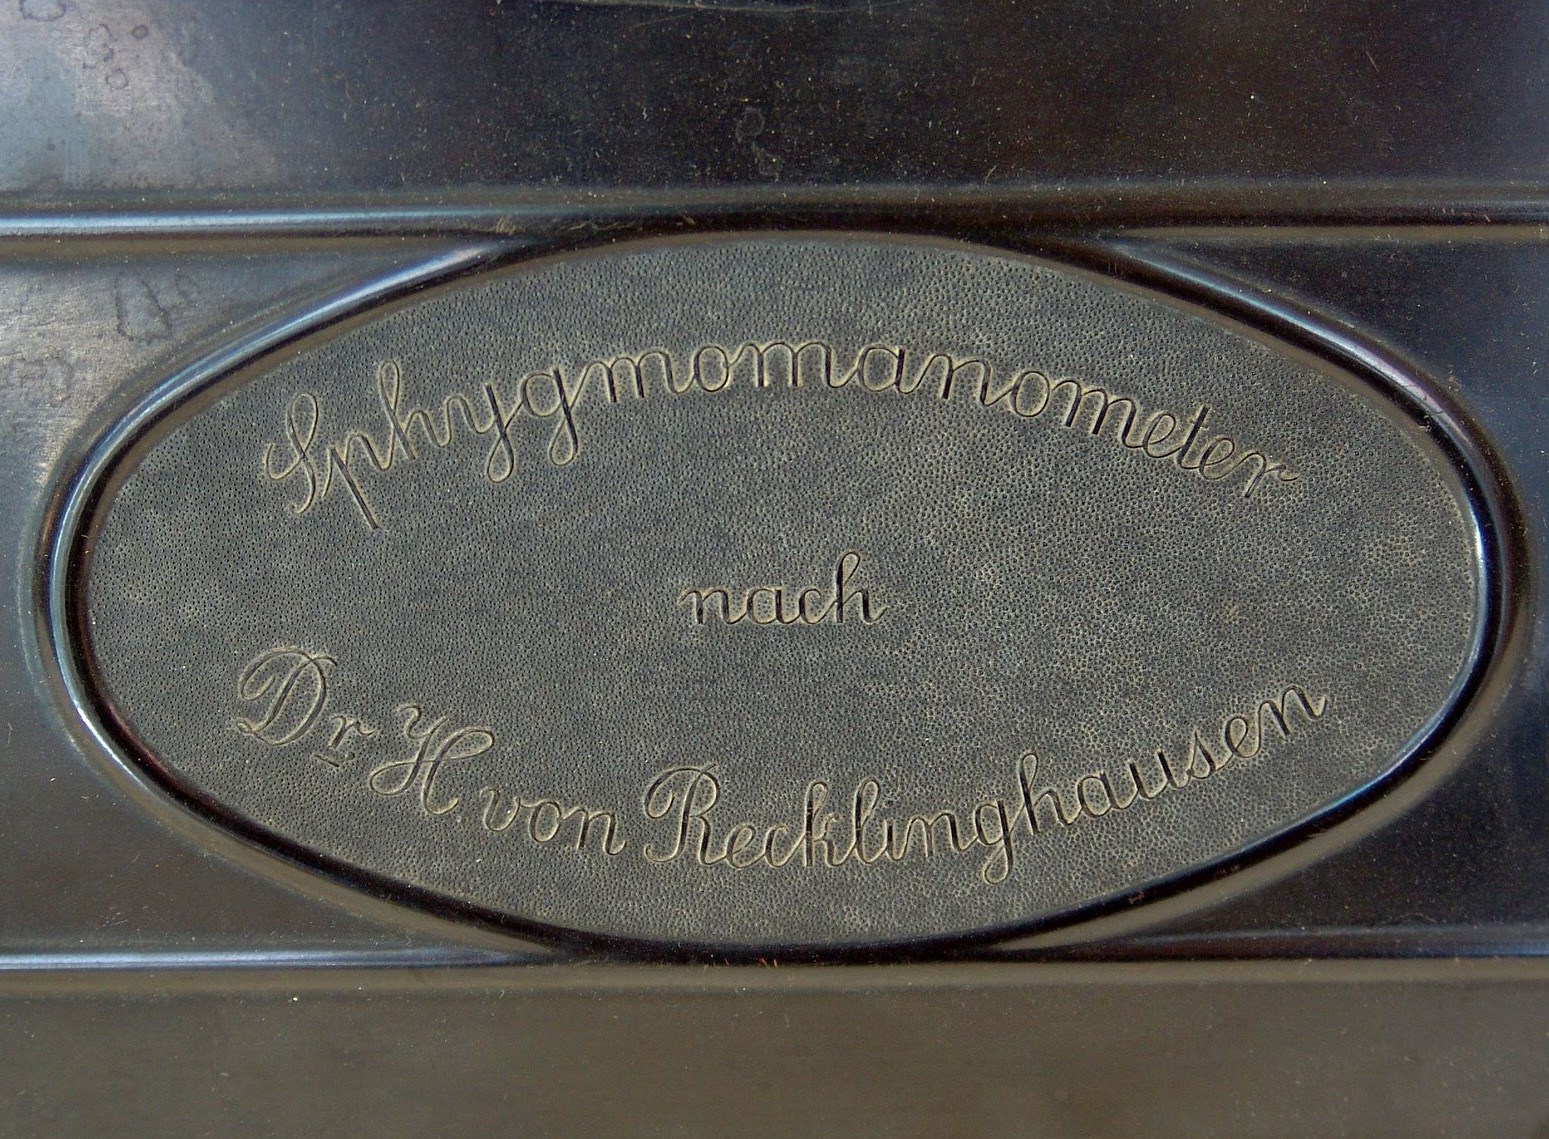 Sphygmomanometer
nach
Dr H. von Recklinghausen